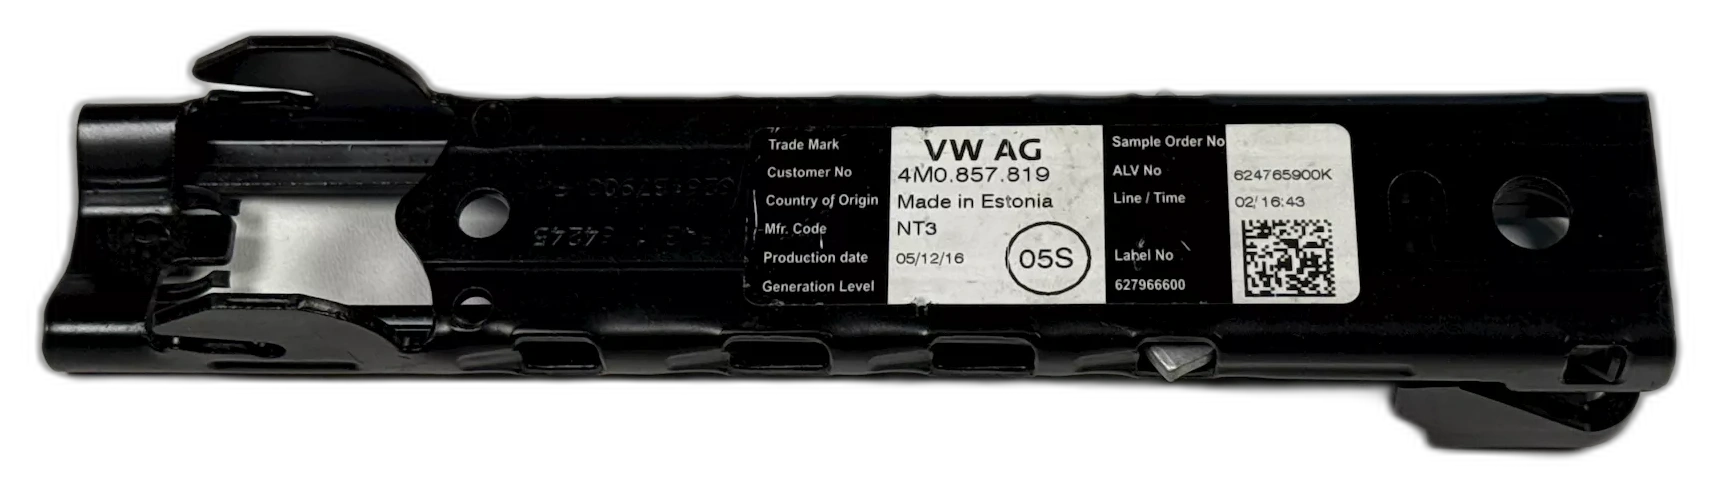 Trade Mark VW AG Sample Order No
Customer No 4M0.857.819 ALV No 624765900K
Country of Origin Made in Estonia Line / Time 02/16:43
Mfr. Code NT3
Production date 05/12/16 05S Label No
Generation Level 627966600